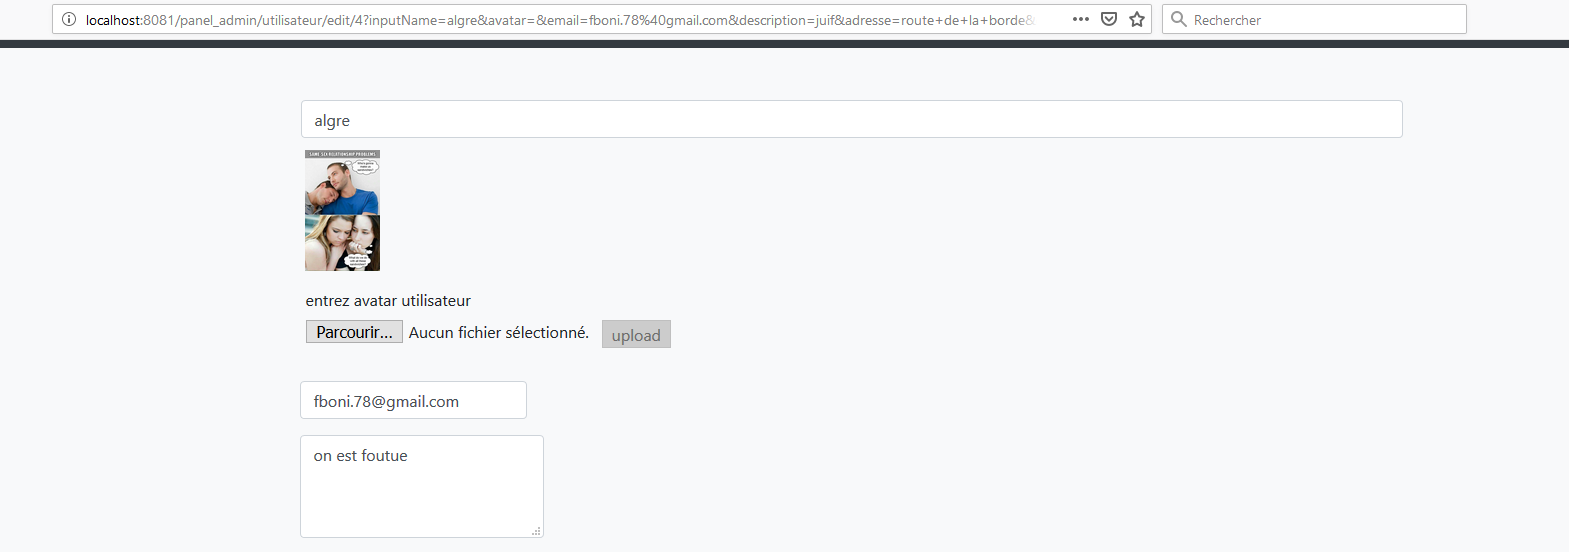 localhost:8081/panel_admin/utilisateur/edit/4?inputName=algre&avatar=&email=fboni.78%40gmail.com&description=juif&adresse=route+de+la+borde&
Rechercher
algre
SAME SEX RELATIONSHIP PROBLEMS
entrez avatar utilisateur
Parcourir... Aucun fichier sélectionné. upload
fboni.78@gmail.com
on est foutue